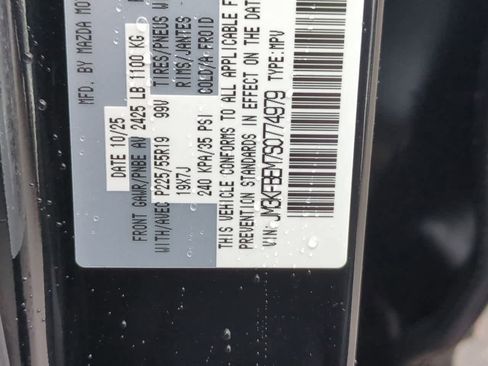 MFD. BY MAZDA MO
DATE 10/25
FRONT GAWR/PNBE AV 2425 LB 1100 KG
WITH/AVEC P225/55R19 99V TIRES/PNEUS W
19X7J RIMS/JANTES
240 KPA/35 PSI COLD/A FROID
THIS VEHICLE CONFORMS TO ALL APPLICABLE F
PREVENTION STANDARDS IN EFFECT ON THE DAT
VIN: JM3KFBEM7S0774979 TYPE: MPV